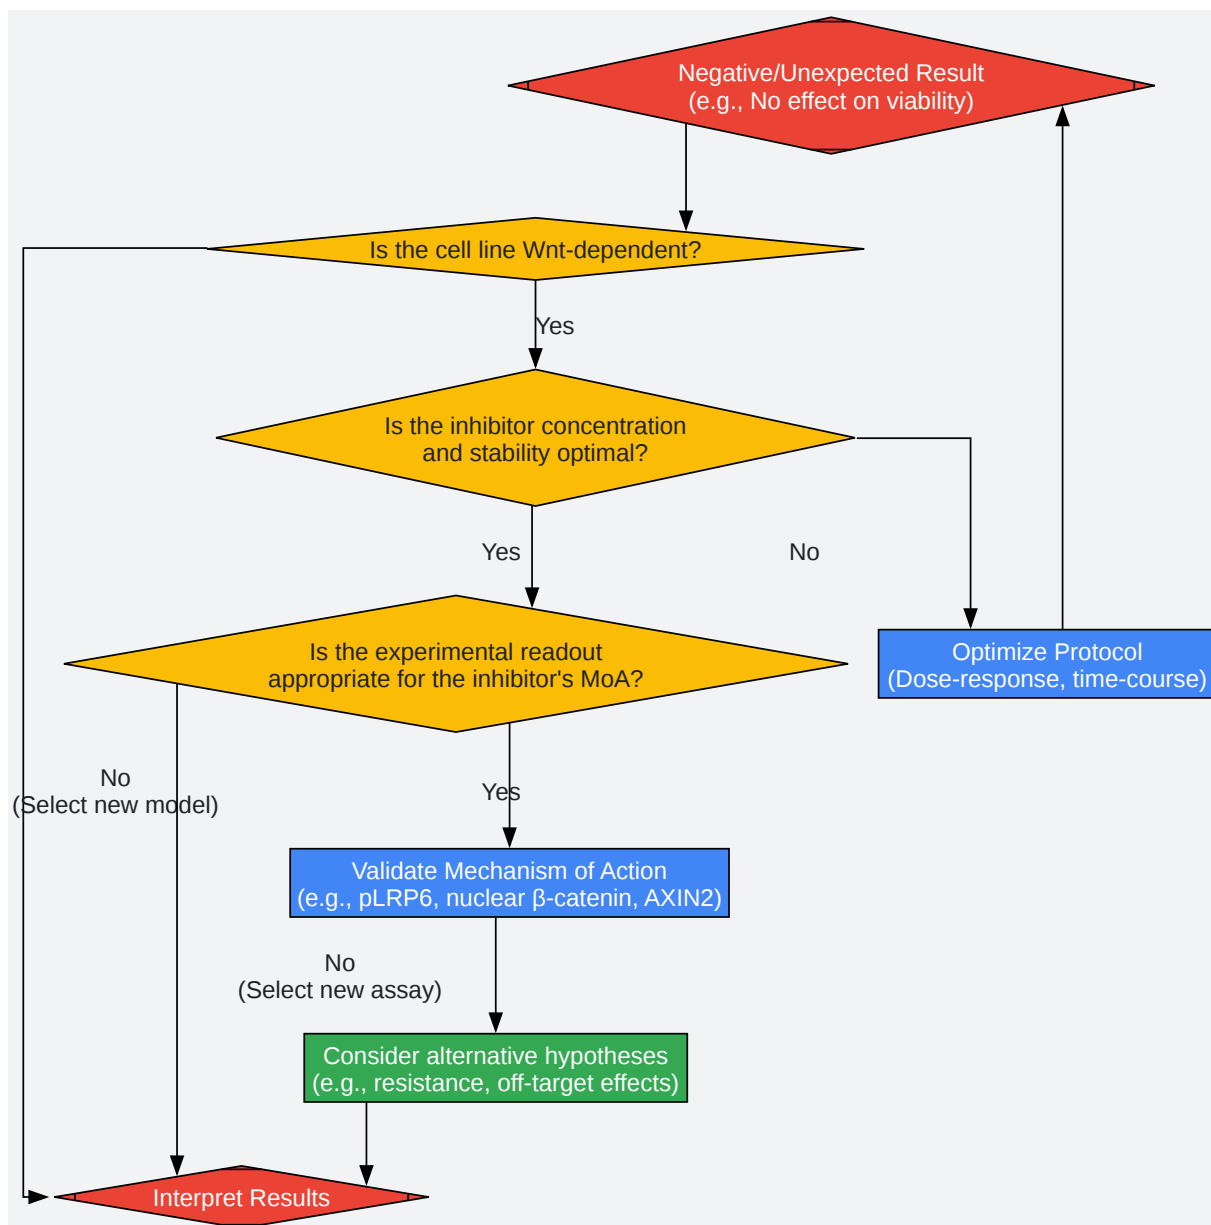 Negative/Unexpected Result
(e.g., No effect on viability)
Is the cell line Wnt-dependent?
Yes
Is the inhibitor concentration
and stability optimal?
Yes
No
Is the experimental readout
appropriate for the inhibitor's MoA?
Optimize Protocol
(Dose-response, time-course)
No
(Select new model)
Yes
Validate Mechanism of Action
(e.g., pLRP6, nuclear β-catenin, AXIN2)
No
(Select new assay)
Consider alternative hypotheses
(e.g., resistance, off-target effects)
Interpret Results